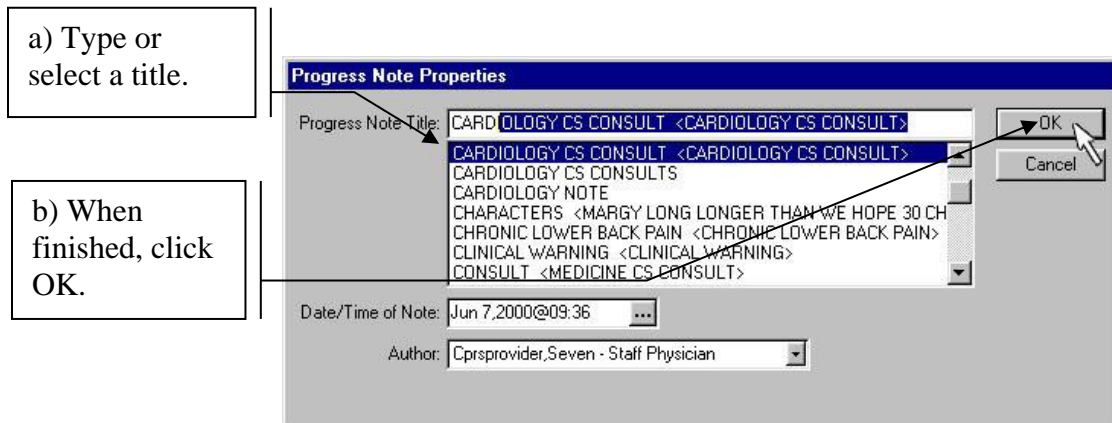 a) Type or
select a title.
Progress Note Properties
Progress Note Title: CARDIOLOGY CS CONSULT <CARDIOLOGY CS CONSULT>
OK
CARDIOLOGY CS CONSULT <CARDIOLOGY CS CONSULT>
Cancel
CARDIOLOGY CS CONSULTS
CARDIOLOGY NOTE
CHARACTERS <MARGY LONG LONGER THAN WE HOPE 30 CH
CHRONIC LOWER BACK PAIN <CHRONIC LOWER BACK PAIN>
CLINICAL WARNING <CLINICAL WARNING>
CONSULT <MEDICINE CS CONSULT>
b) When
finished, click
OK.
Date/Time of Note: Jun 7,2000@09:36 ...
Author: Cprsprovider,Seven - Staff Physician